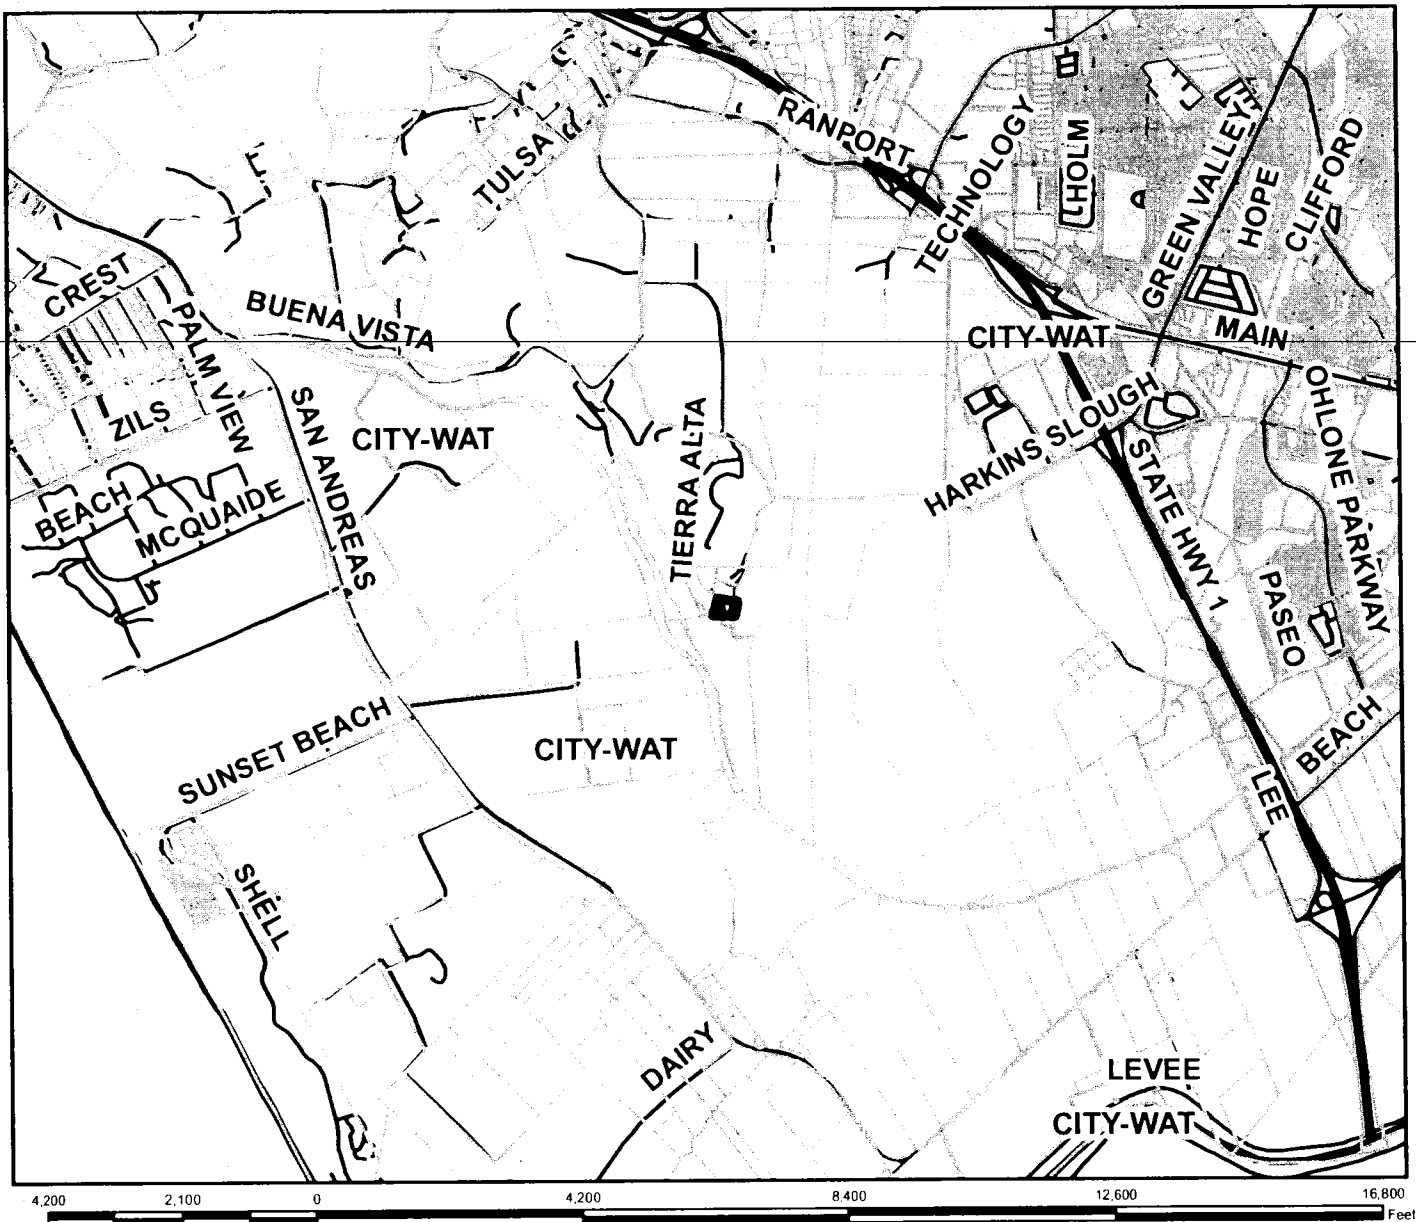 RANPORT
TECHNOLOGY
HOLM
GREEN VALLEY
HOPE
CLIFFORD
TULSA
CREST
PALM VIEW
BUENA VISTA
CITY-WAT
MAIN
ZILS
SAN ANDREAS
CITY-WAT
TIERRA ALTA
HARKINS SLOUGH
OHLONE PARKWAY
BEACH
MCQUAIDE
STATE HWY 1
PASEO
SUNSET BEACH
CITY-WAT
LEE
BEACH
SHELL
DAIRY
LEVEE
CITY-WAT
4,200 2,100 0 4,200 8,400 12,600 16,800
Feet